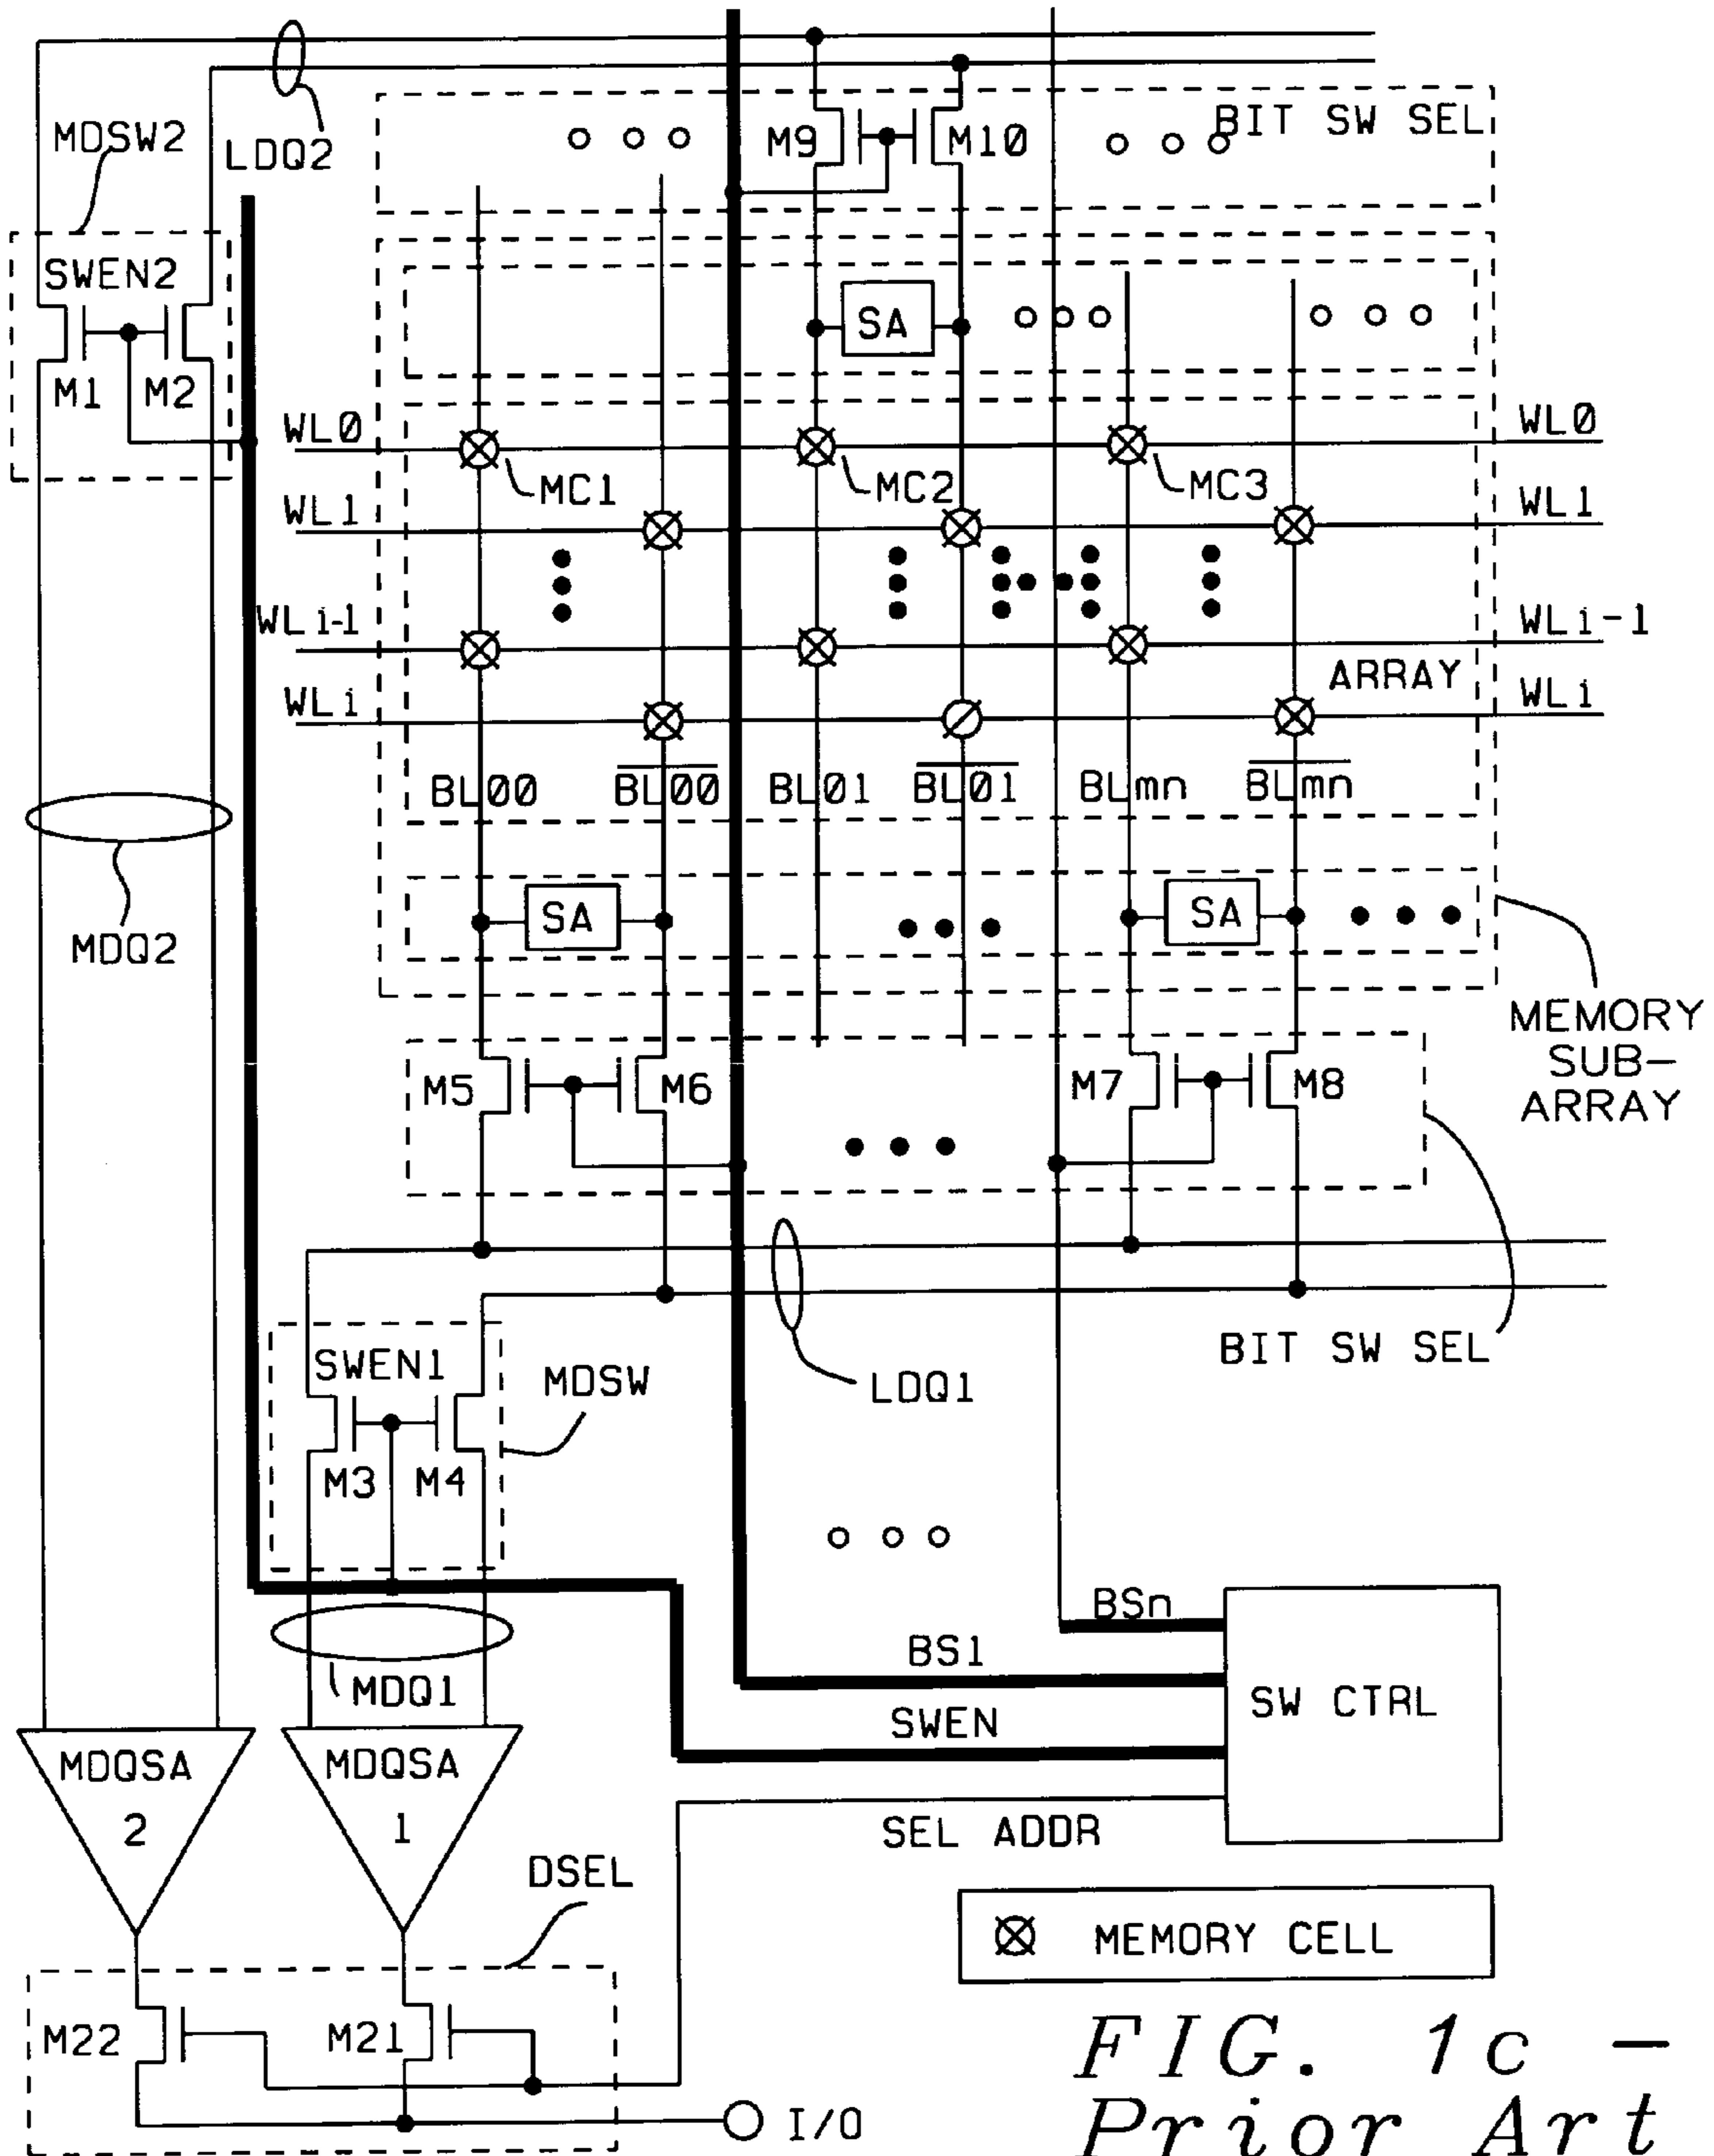 BIT SW SEL
MDSW2
LDQ2
M9
M10
SWEN2
SA
M1
M2
WL0
WL0
MC1
MC2
MC3
WL1
WL1
WLi-1
WLi-1
ARRAY
WLi
WLi
BL00
BL00
BL01
BL01
BLmn
BLmn
SA
SA
MDQ2
MEMORY
SUB-
ARRAY
M5
M6
M7
M8
SWEN1
MDSW
LDQ1
BIT SW SEL
M3
M4
BSn
BS1
MDQ1
SW CTRL
SWEN
MDQSA
2
MDQSA
1
SEL ADDR
DSEL
MEMORY CELL
M22
M21
I/O
FIG. 1c -
Prior Art